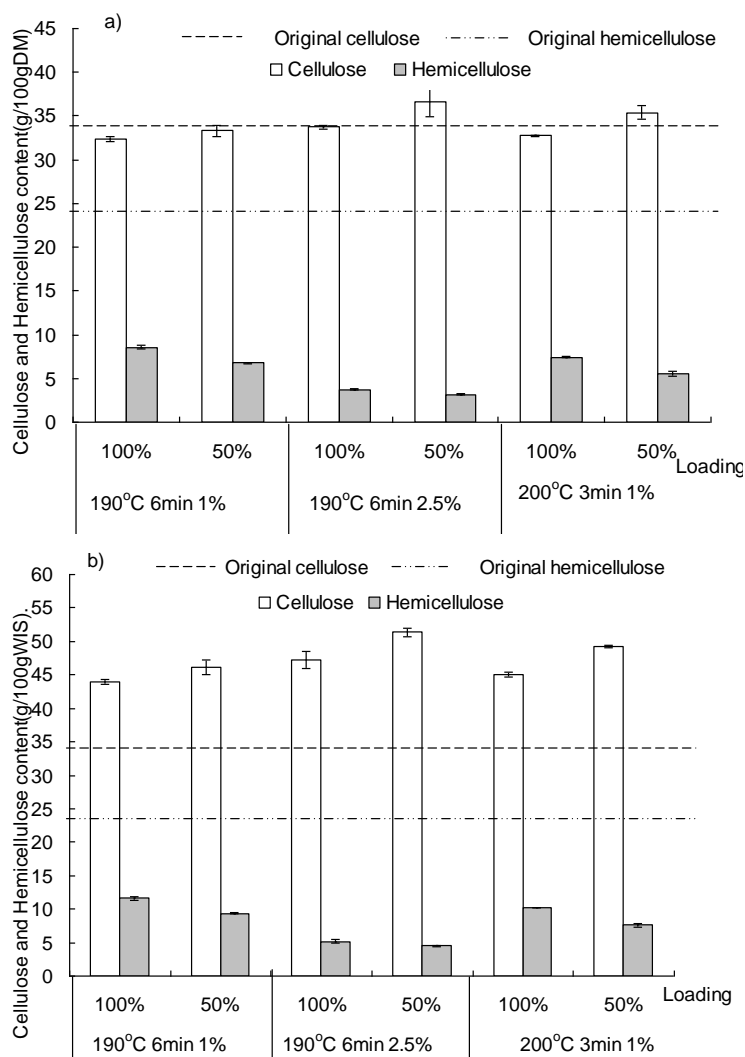 a)
Original cellulose
Original hemicellulose
Cellulose
Hemicellulose
Cellulose and Hemicellulose content(g/100gDM)
45
40
35
30
25
20
15
10
5
0
100% 50% 100% 50% 100% 50%
Loading
190°C 6min 1% 190°C 6min 2.5% 200°C 3min 1%
b)
Original cellulose
Original hemicellulose
Cellulose
Hemicellulose
Cellulose and Hemicellulose content(g/100gWIS).
60
55
50
45
40
35
30
25
20
15
10
5
0
100% 50% 100% 50% 100% 50% Loading
190°C 6min 1% 190°C 6min 2.5% 200°C 3min 1%